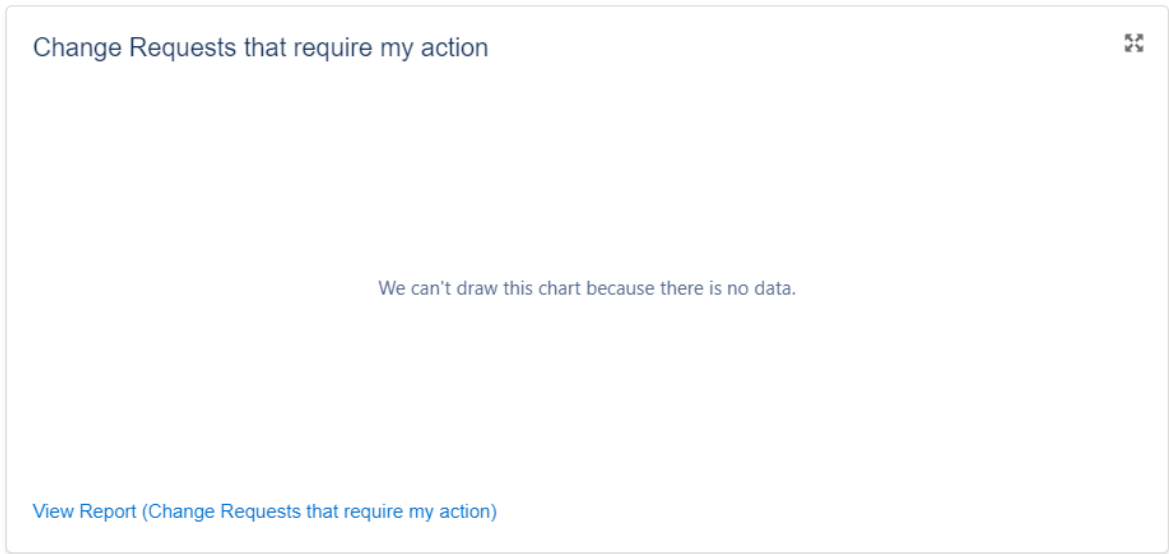 Change Requests that require my action
We can't draw this chart because there is no data.
View Report (Change Requests that require my action)